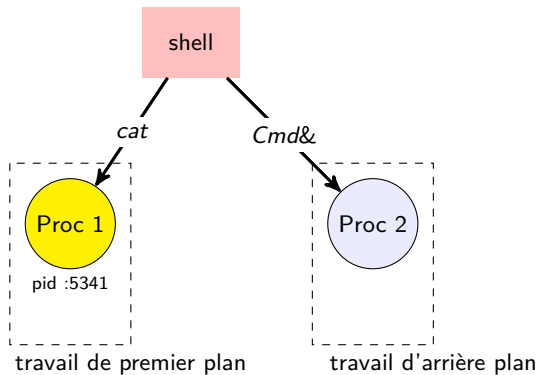 shell
cat
Cmd&
Proc 1
Proc 2
pid :5341
travail de premier plan
travail d'arrière plan